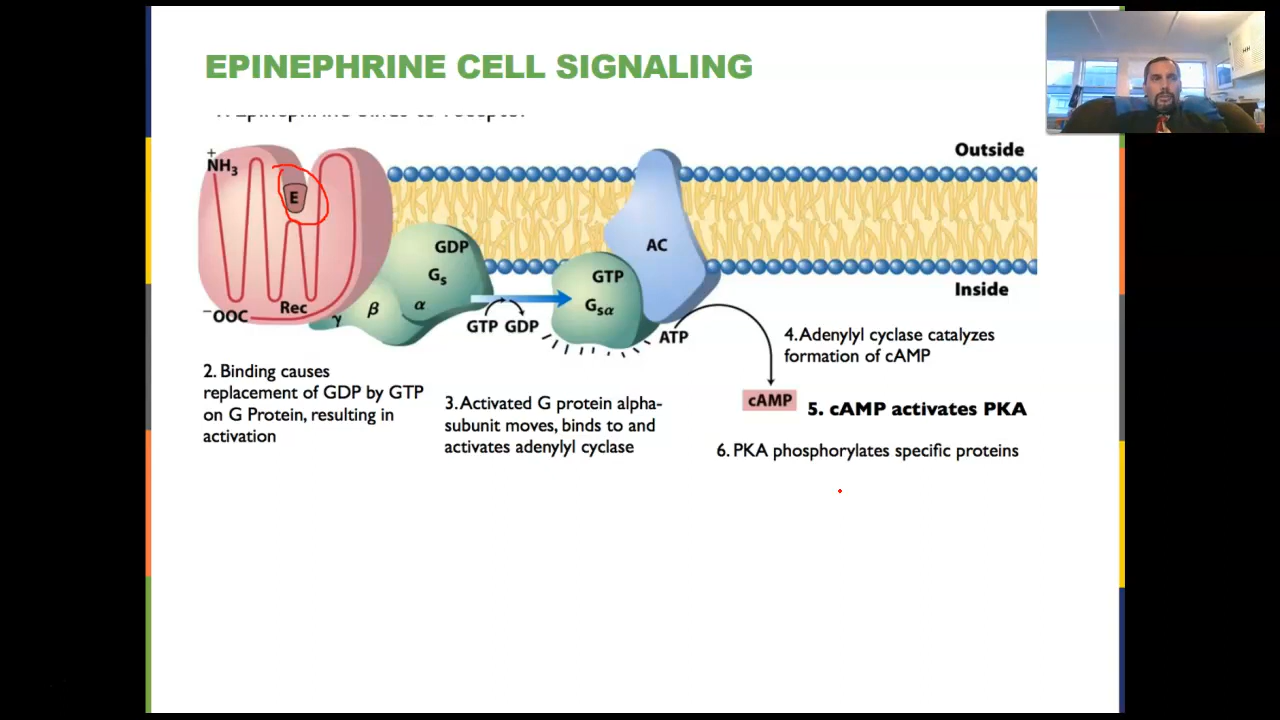 EPINEPHRINE CELL SIGNALING
Outside
+
NH3
E
AC
GDP
Gs
GTP
Gsα
Inside
Rec
-OOC
γ
β
α
GTP GDP
ATP
4. Adenylyl cyclase catalyzes
formation of cAMP
2. Binding causes
replacement of GDP by GTP
on G Protein, resulting in
activation
3. Activated G protein alpha-
subunit moves, binds to and
activates adenylyl cyclase
cAMP
5. cAMP activates PKA
6. PKA phosphorylates specific proteins